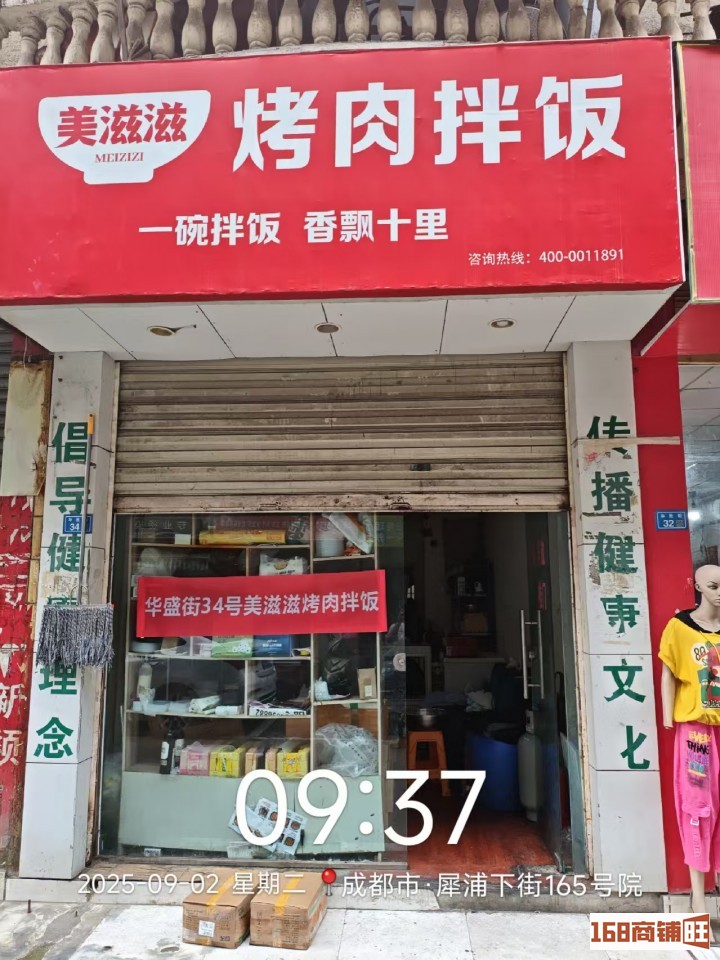 美滋滋
MEIZIZI
烤肉拌饭
一碗拌饭 香飘十里
咨询热线：400-0011891
倡导健康理念
传播健事文化
34
32
华盛街34号美滋滋烤肉拌饭
09:37
2025-09-02 星期二 成都市·犀浦下街165号院
168商铺旺